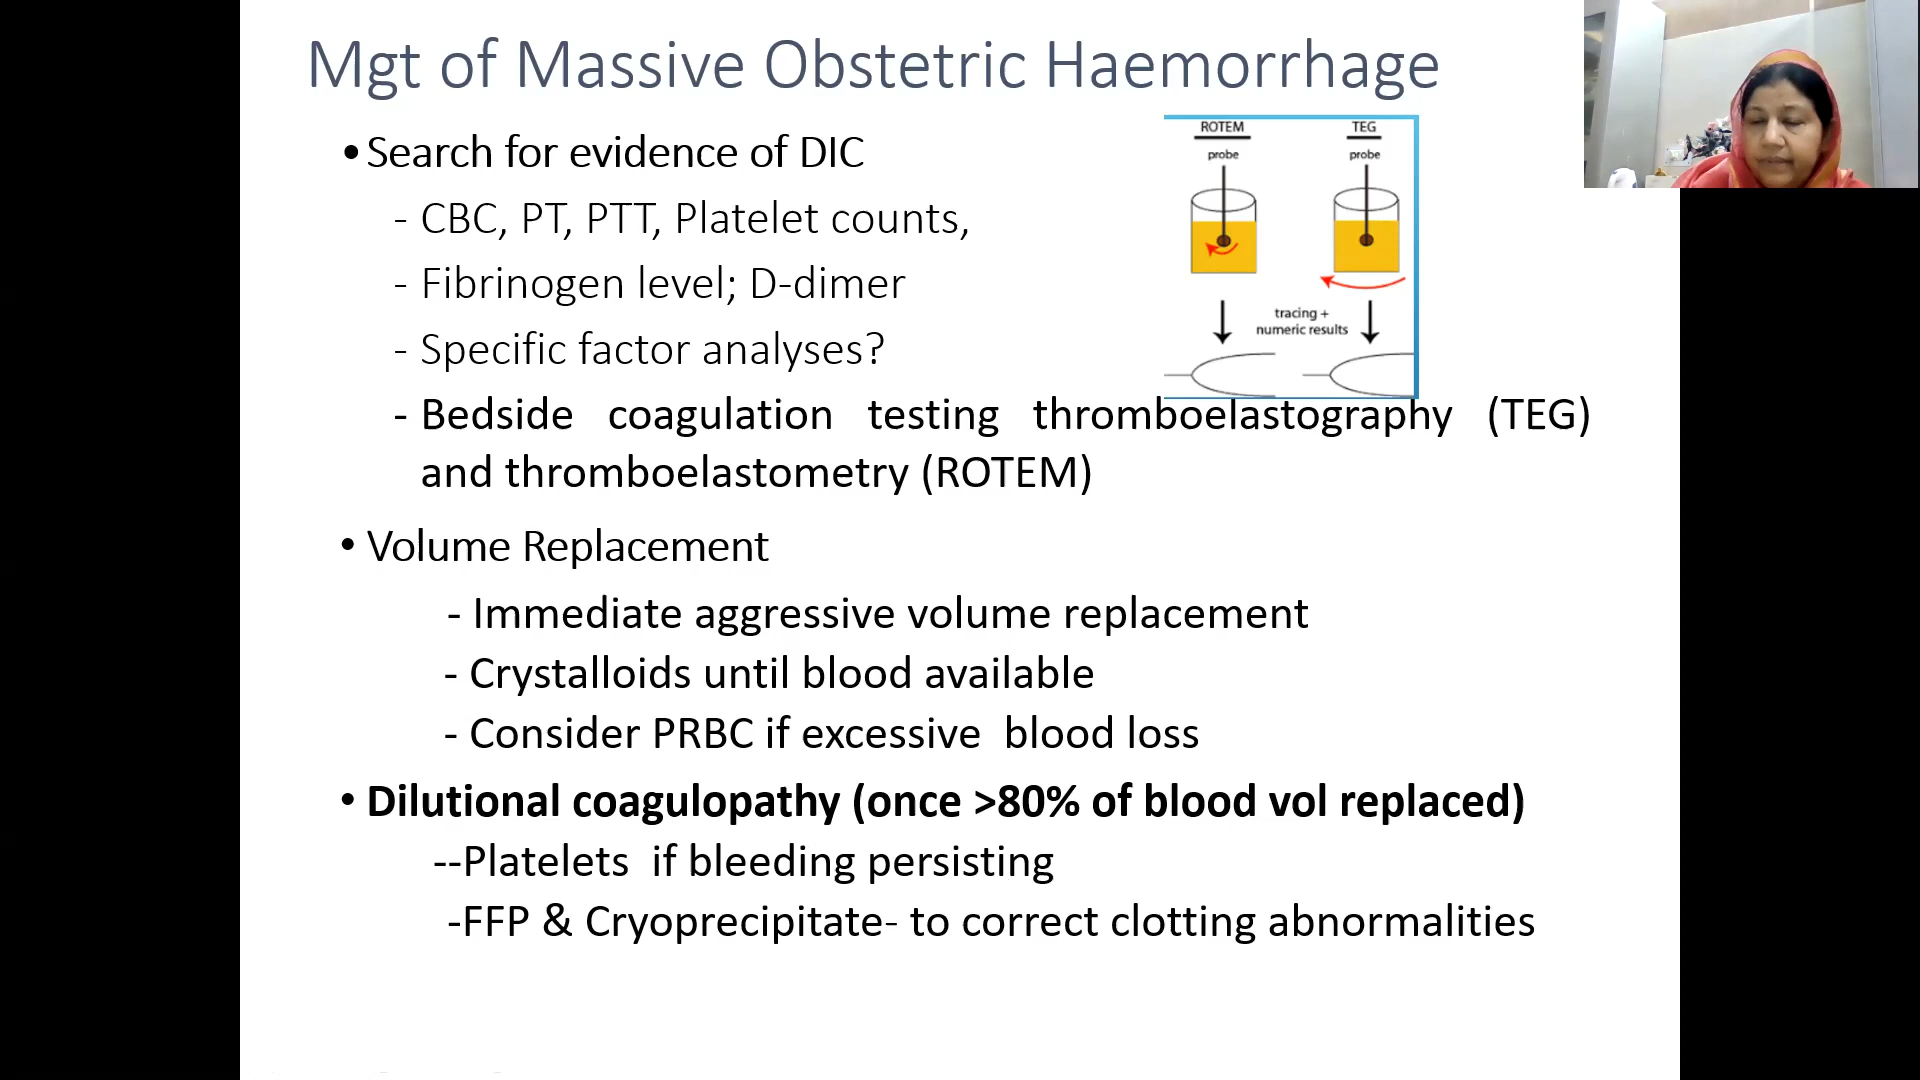 Mgt of Massive Obstetric Haemorrhage
•Search for evidence of DIC
- CBC, PT, PTT, Platelet counts,
- Fibrinogen level; D-dimer
- Specific factor analyses?
- Bedside coagulation testing thromboelastography (TEG)
and thromboelastometry (ROTEM)
ROTEM
probe
TEG
probe
tracing +
numeric results
• Volume Replacement
- Immediate aggressive volume replacement
- Crystalloids until blood available
- Consider PRBC if excessive  blood loss
• Dilutional coagulopathy (once >80% of blood vol replaced)
--Platelets  if bleeding persisting
-FFP & Cryoprecipitate- to correct clotting abnormalities